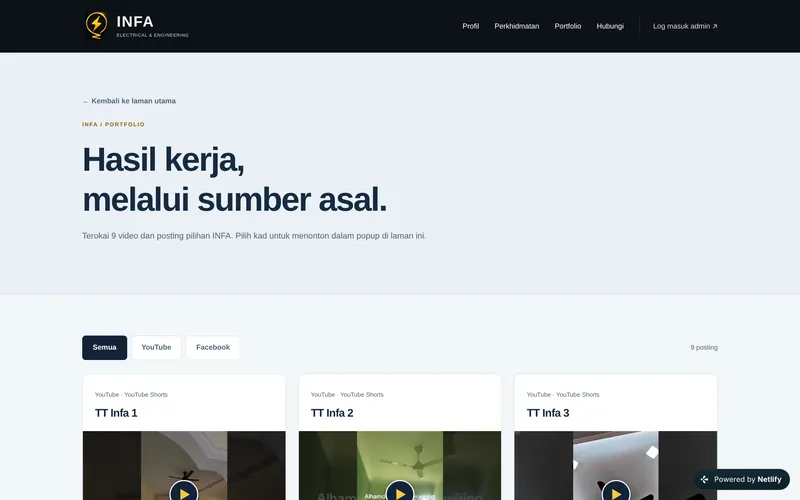 INFA
ELECTRICAL & ENGINEERING
Profil
Perkhidmatan
Portfolio
Hubungi
Log masuk admin ↗
← Kembali ke laman utama
INFA / PORTFOLIO
Hasil kerja,
melalui sumber asal.
Terokai 9 video dan posting pilihan INFA. Pilih kad untuk menonton dalam popup di laman ini.
Semua
YouTube
Facebook
9 posting
YouTube · YouTube Shorts
TT Infa 1
YouTube · YouTube Shorts
TT Infa 2
YouTube · YouTube Shorts
TT Infa 3
Powered by Netlify